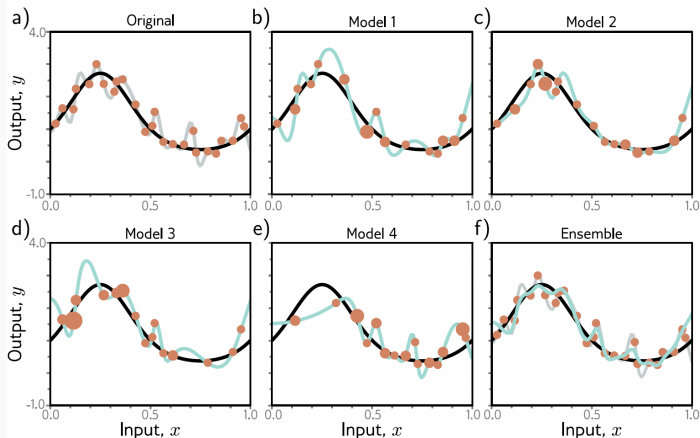 a) Original
b) Model 1
c) Model 2
4.0
Output, y
-1.0
0.0 0.5 1.0
0.0 0.5 1.0
0.0 0.5 1.0
d) Model 3
e) Model 4
f) Ensemble
4.0
Output, y
-1.0
0.0 0.5 1.0
0.0 0.5 1.0
0.0 0.5 1.0
Input, x
Input, x
Input, x